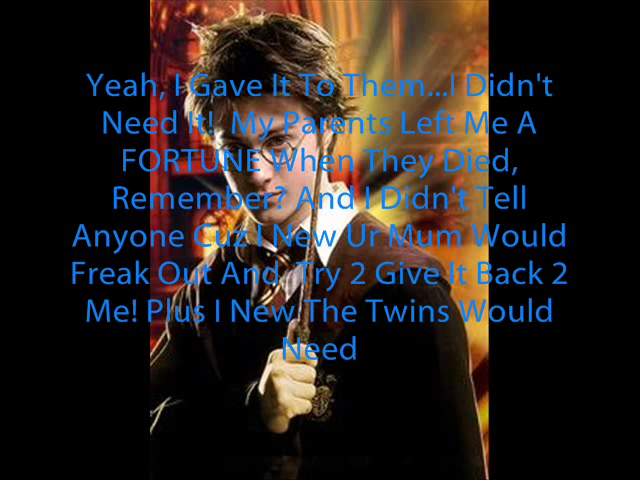 Yeah, I Gave It To Them...I Didn't
Need It!  My Parents Left Me A
FORTUNE When They Died,
Remember? And I Didn't Tell
Anyone Cuz I New Ur Mum Would
Freak Out And  Try 2 Give It Back 2
Me! Plus I New The Twins Would
Need